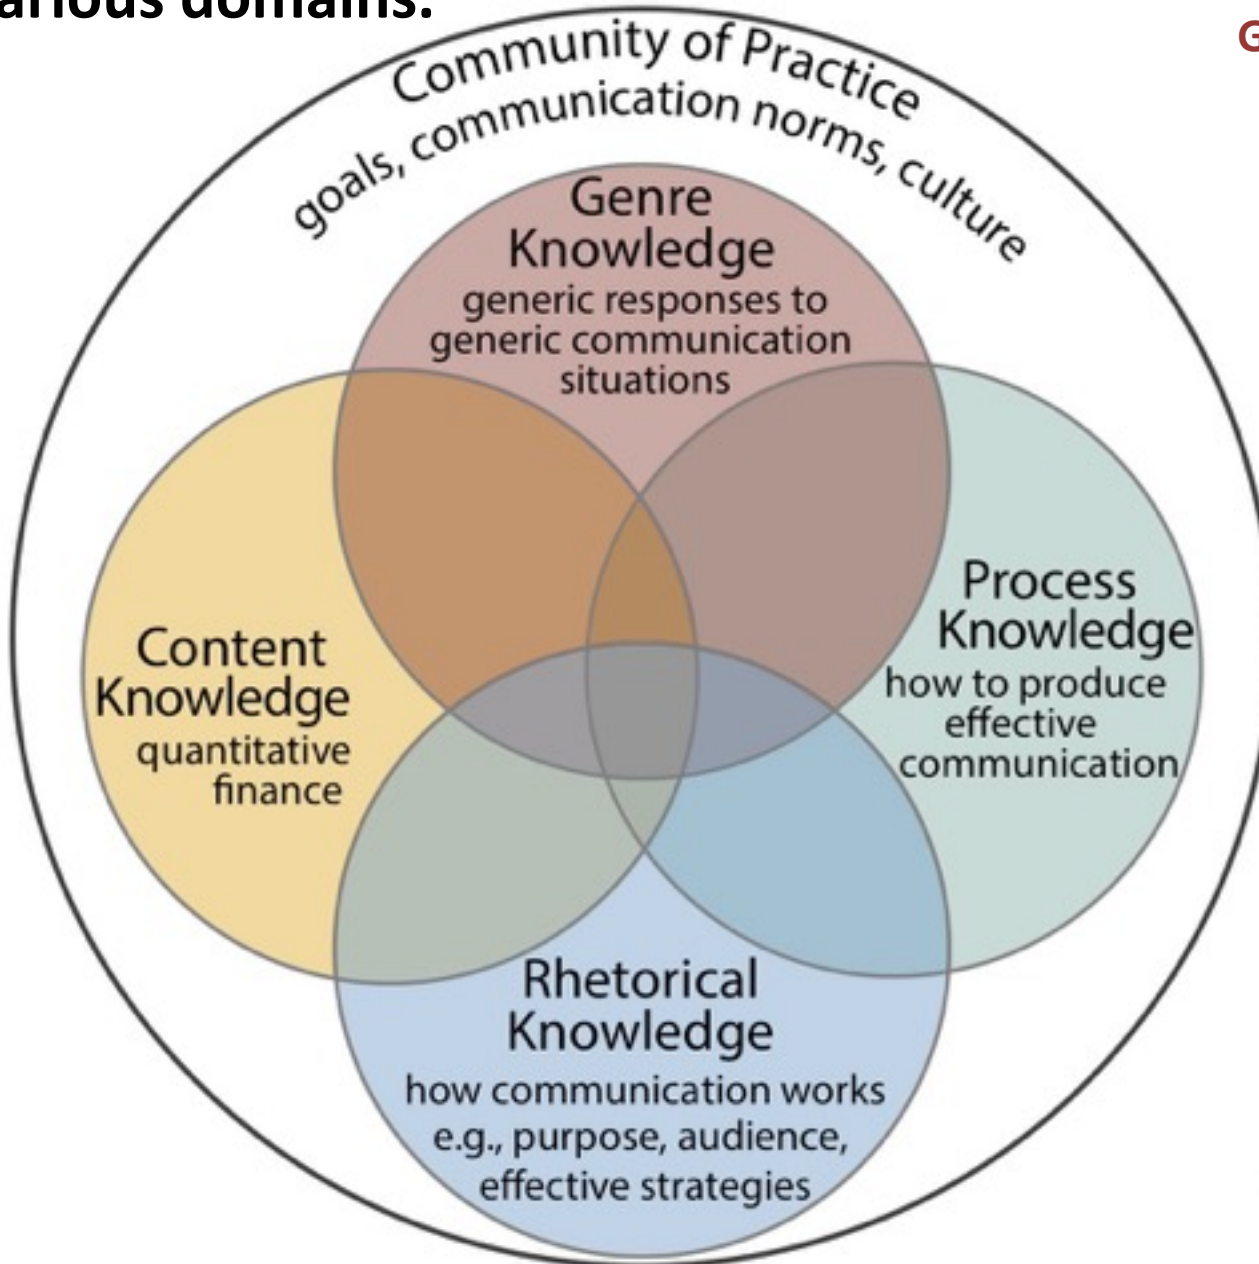 arious domains.
G
Community of Practice
goals, communication norms, culture
Genre
Knowledge
generic responses to
generic communication
situations
Content
Knowledge
quantitative
finance
Process
Knowledge
how to produce
effective
communication
Rhetorical
Knowledge
how communication works
e.g., purpose, audience,
effective strategies